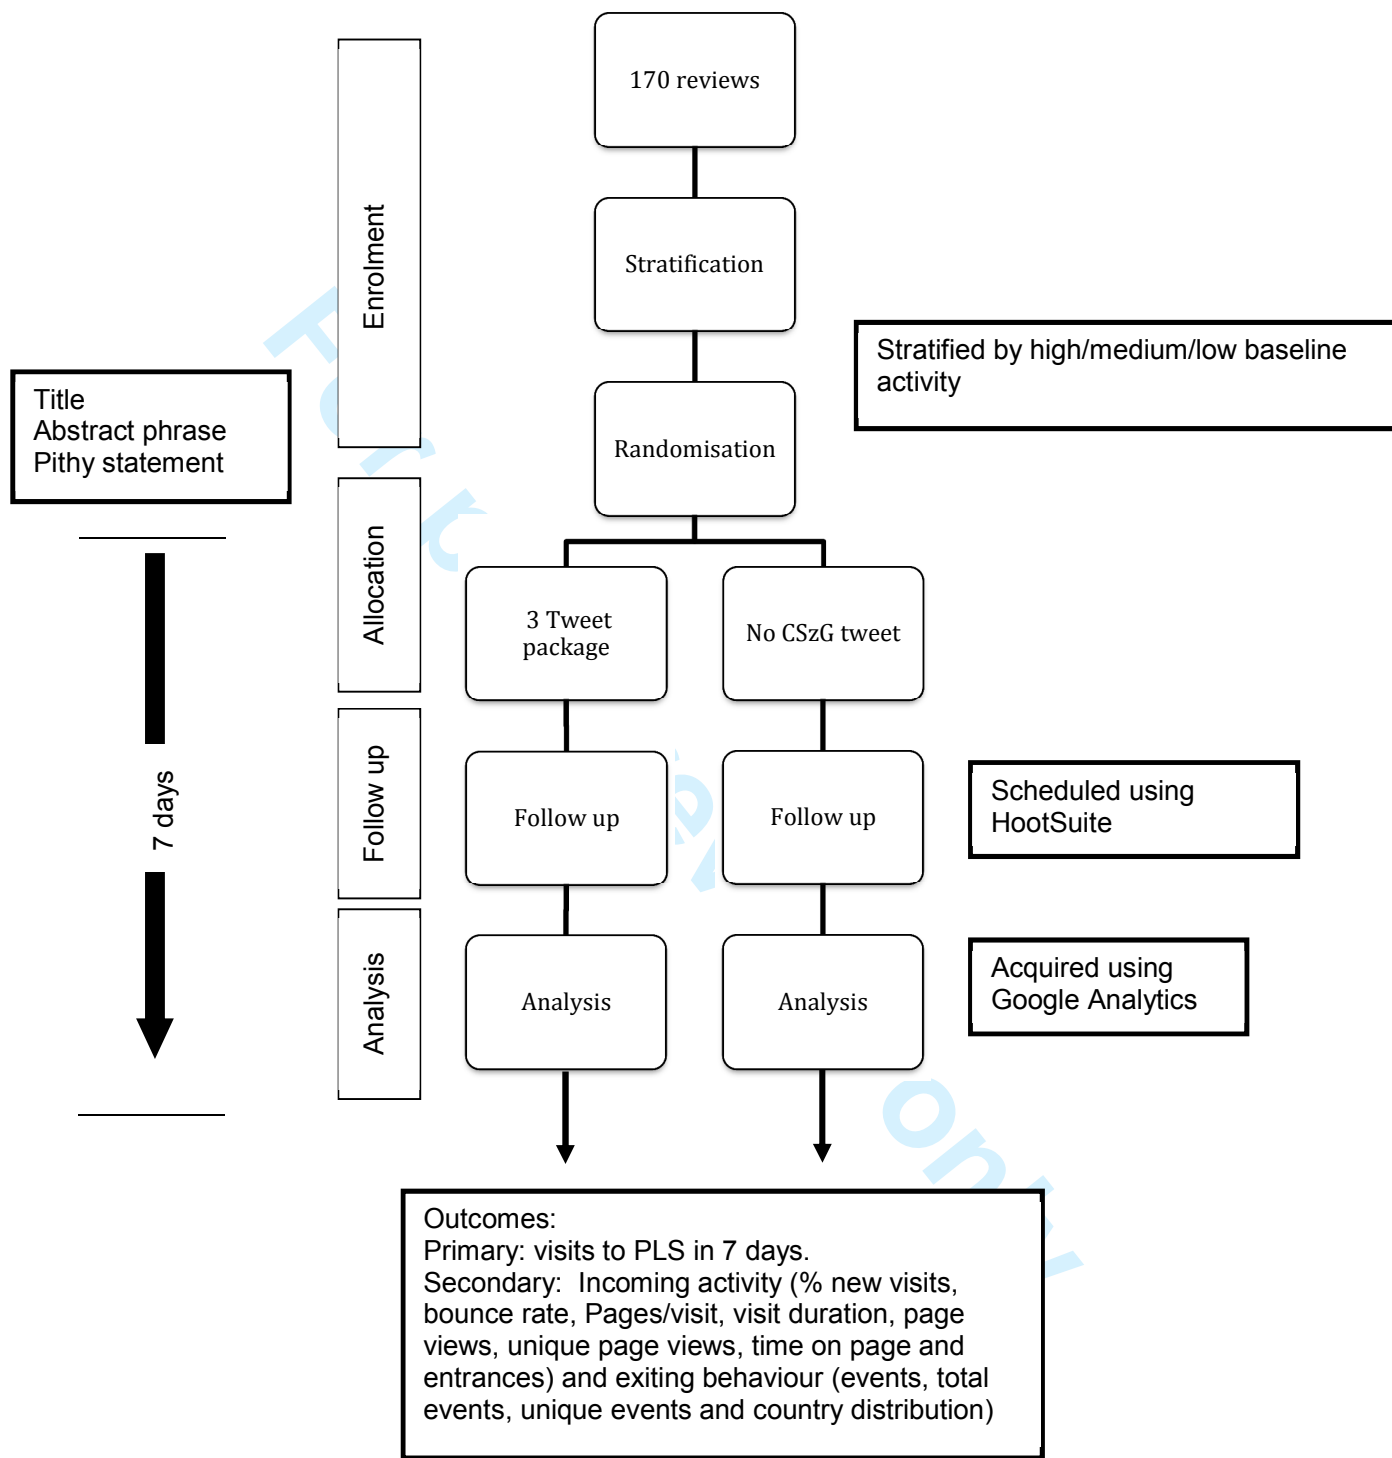 170 reviews
Enrolment
Stratification
Stratified by high/medium/low baseline
activity
Title
Abstract phrase
Pithy statement
Randomisation
Allocation
3 Tweet
package
No CSzG tweet
7 days
Follow up
Follow up
Follow up
Scheduled using
HootSuite
Analysis
Analysis
Analysis
Acquired using
Google Analytics
Outcomes:
Primary: visits to PLS in 7 days.
Secondary: Incoming activity (% new visits,
bounce rate, Pages/visit, visit duration, page
views, unique page views, time on page and
entrances) and exiting behaviour (events, total
events, unique events and country distribution)
only